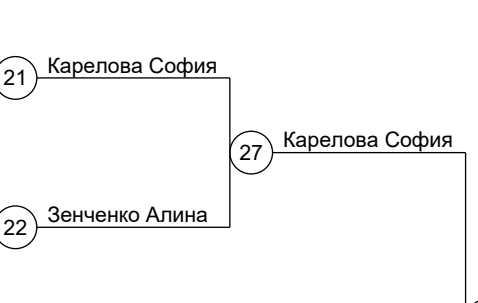 21 Карелова София
27 Карелова София
22 Зенченко Алина